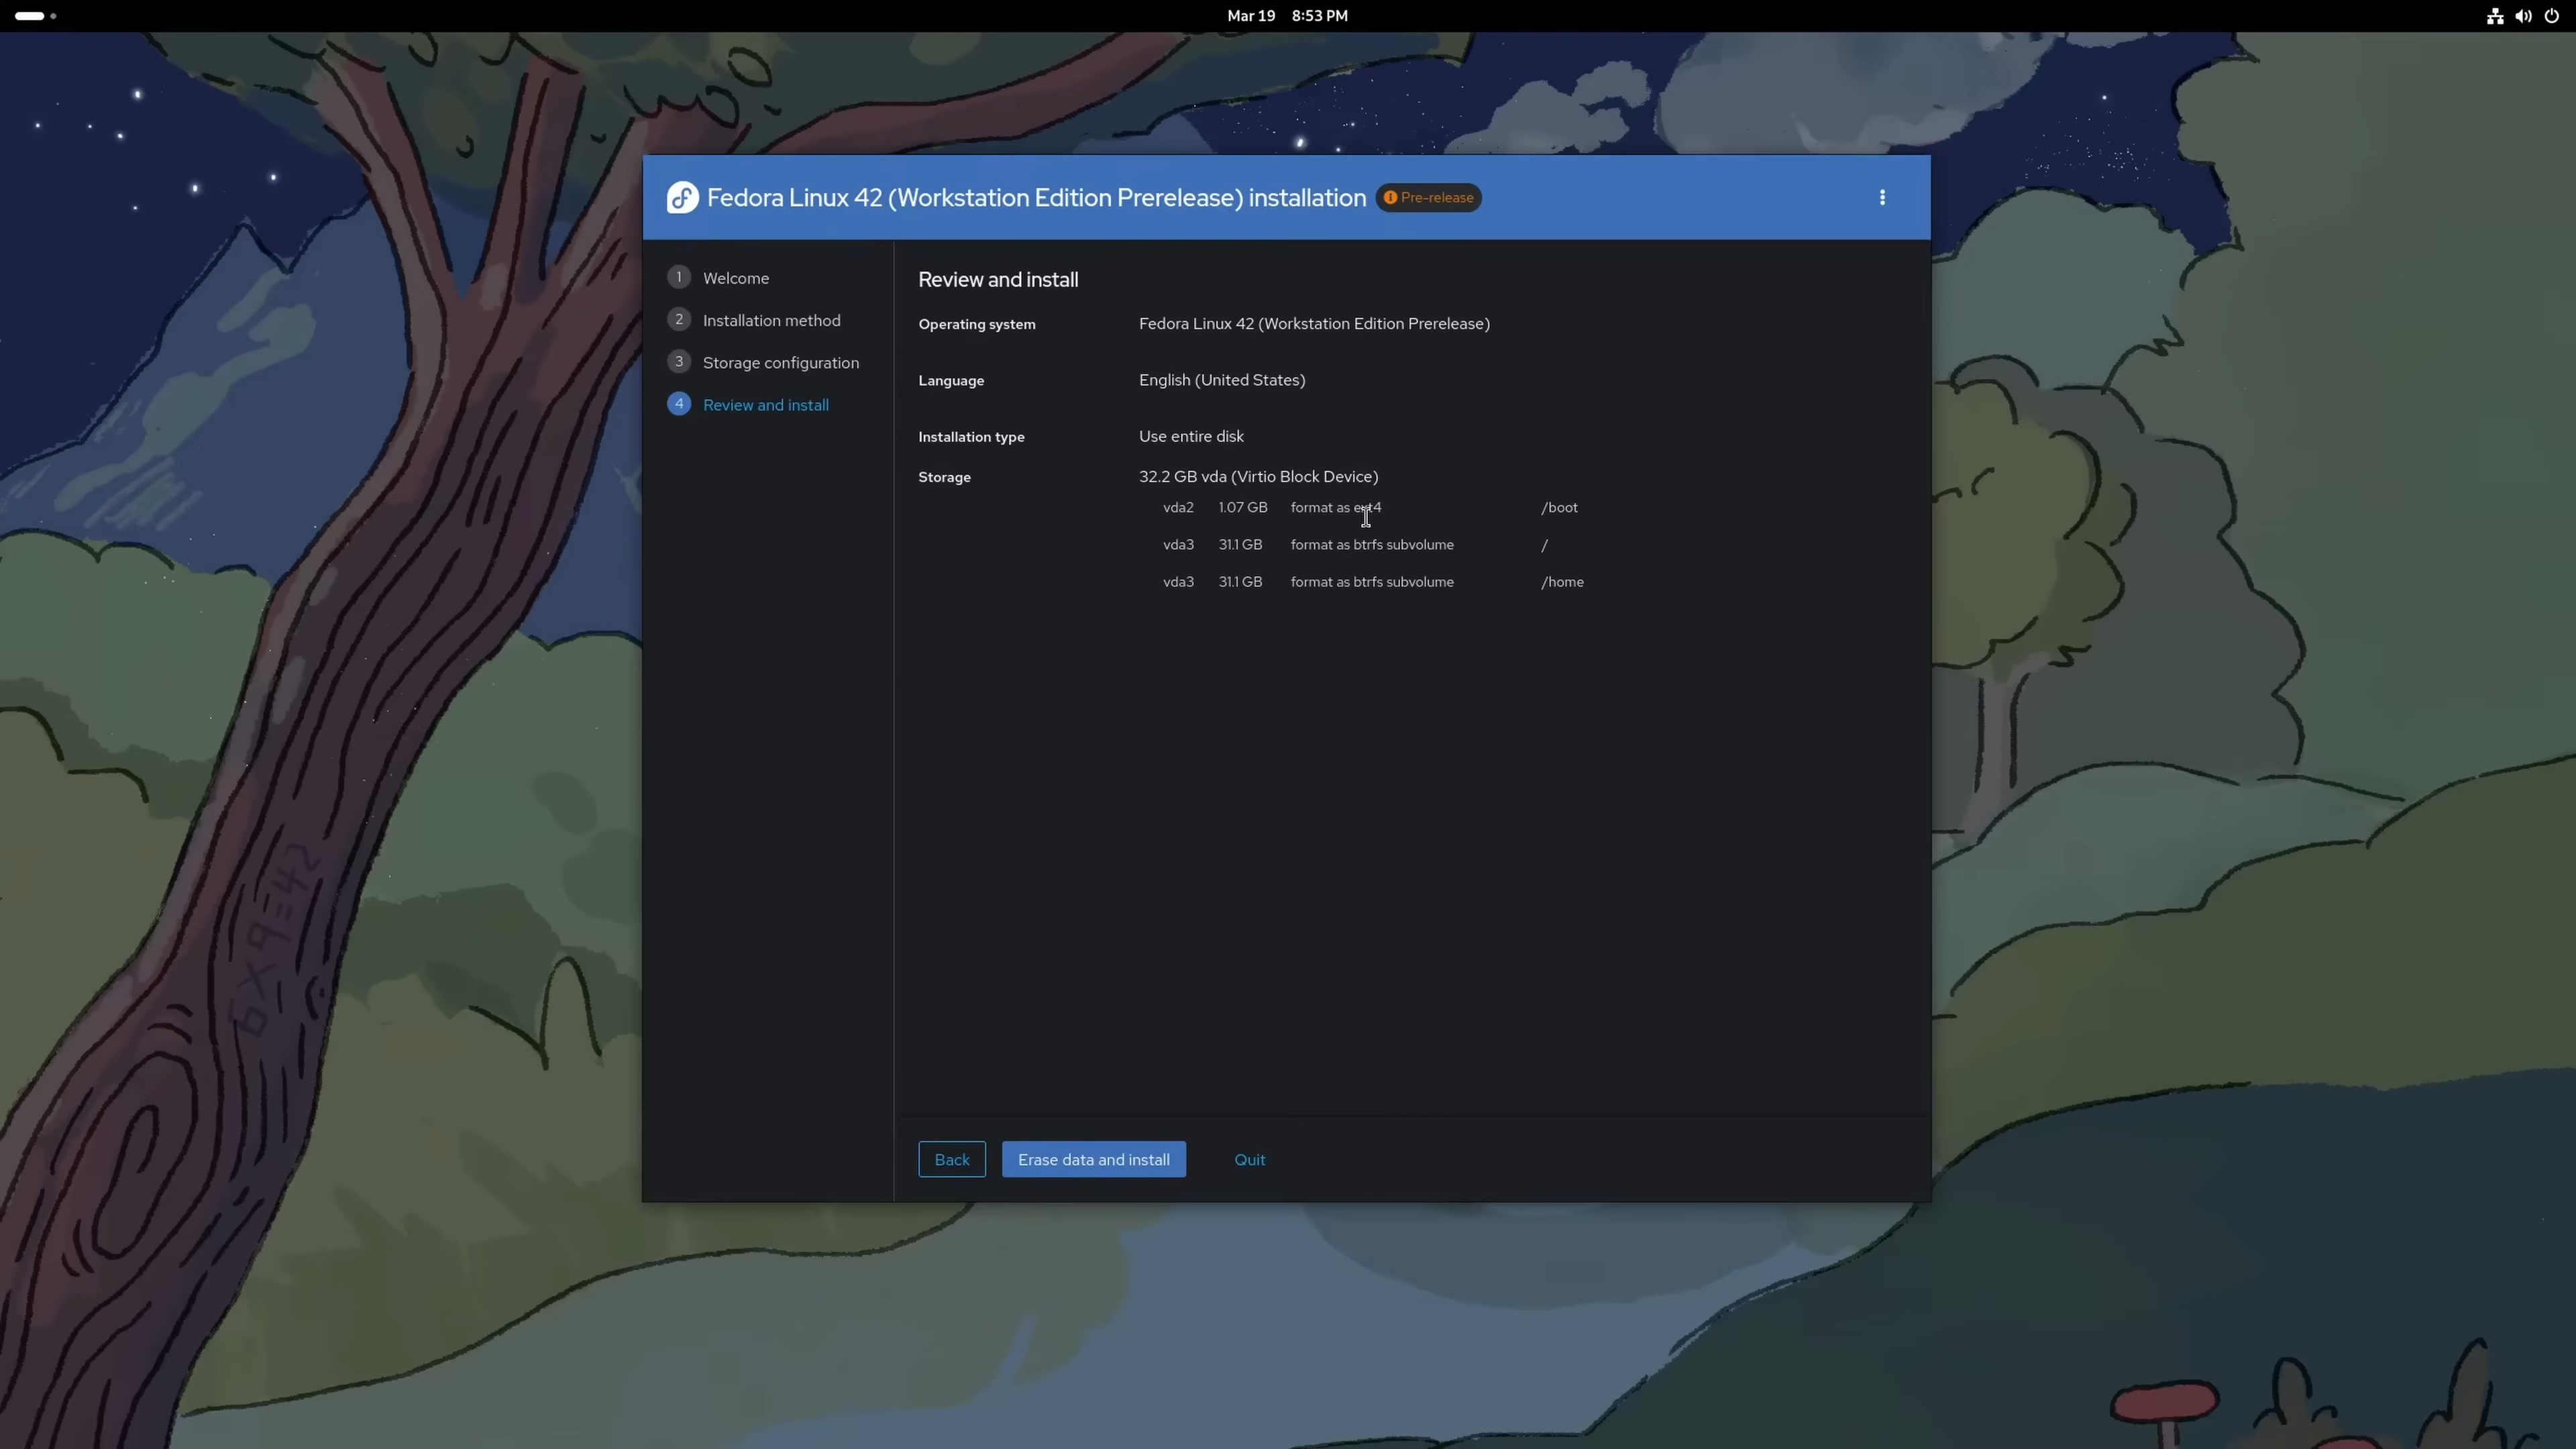 Mar 19 8:53 PM
Fedora Linux 42 (Workstation Edition Prerelease) installation Pre-release
1 Welcome
2 Installation method
3 Storage configuration
4 Review and install
Review and install
Operating system Fedora Linux 42 (Workstation Edition Prerelease)
Language English (United States)
Installation type Use entire disk
Storage 32.2 GB vda (Virtio Block Device)
vda2 1.07 GB format as ext4 /boot
vda3 31.1 GB format as btrfs subvolume /
vda3 31.1 GB format as btrfs subvolume /home
Back Erase data and install Quit
6×9=42